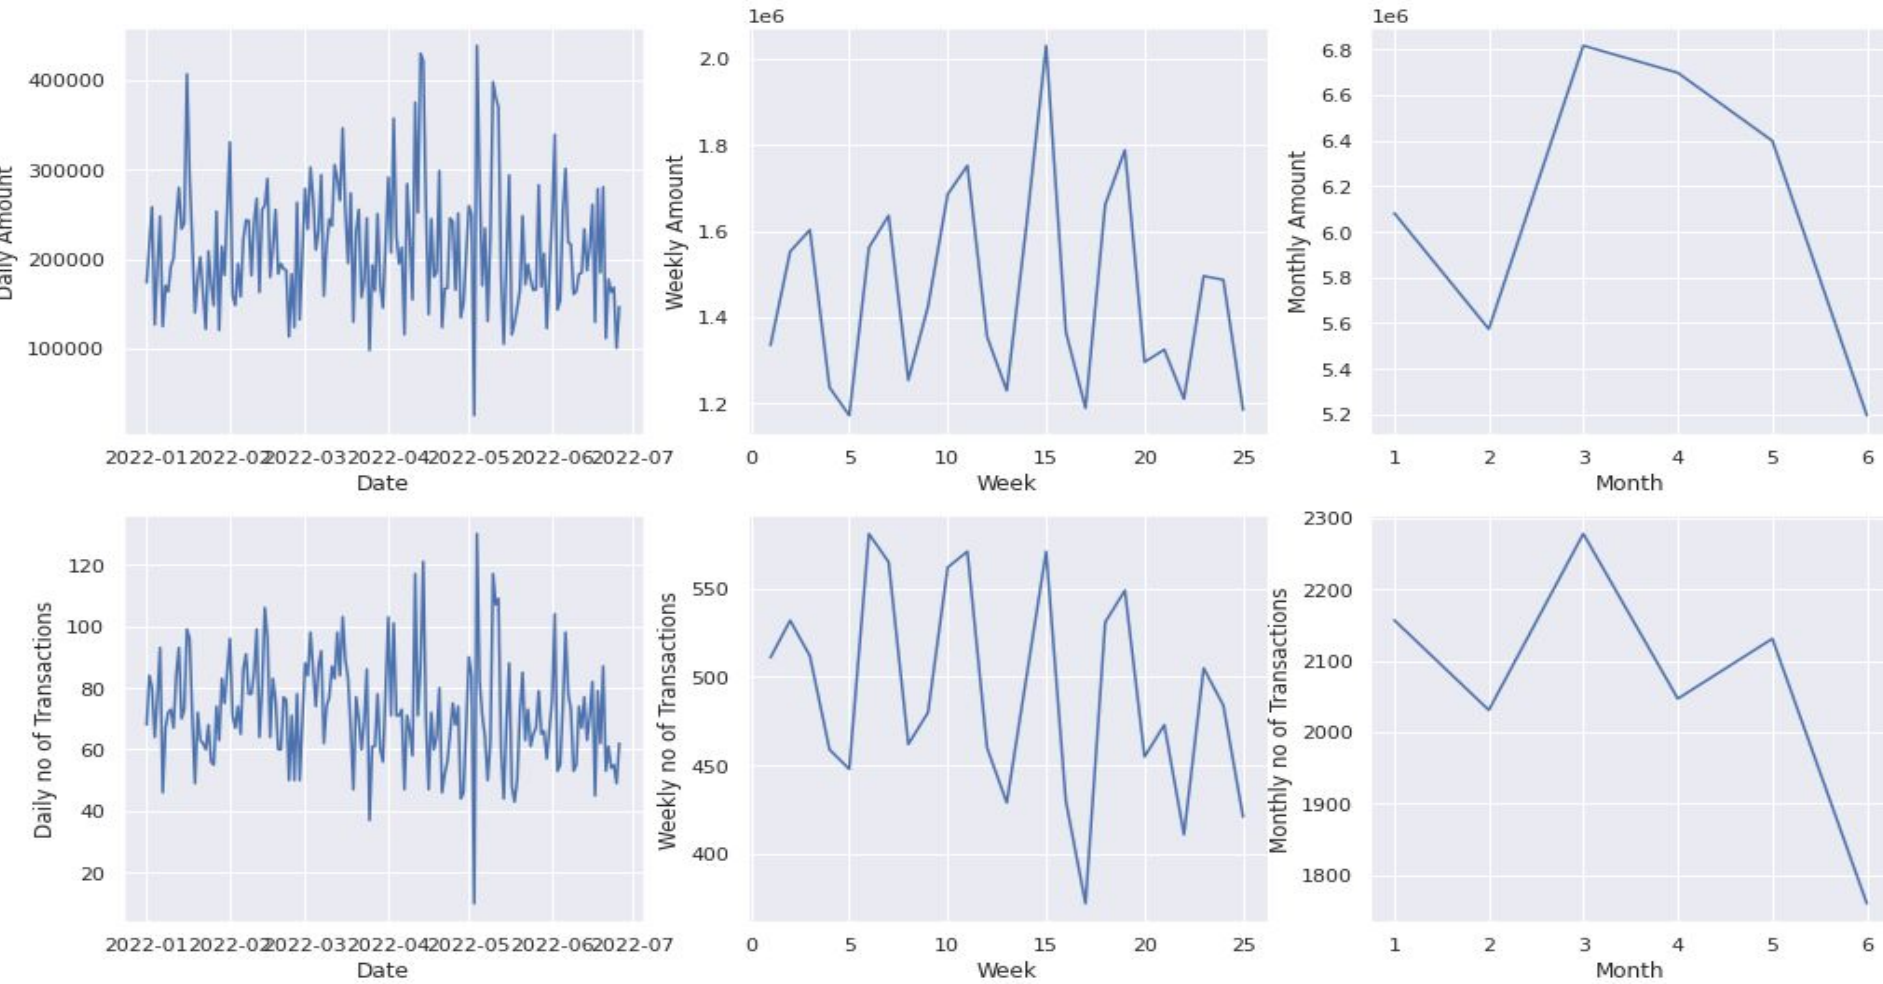 1e6
1e6
400000
300000
200000
100000
Daily Amount
2022-01 2022-02 2022-03 2022-04 2022-05 2022-06 2022-07
Date
2.0
1.8
1.6
1.4
1.2
Weekly Amount
0 5 10 15 20 25
Week
6.8
6.6
6.4
6.2
6.0
5.8
5.6
5.4
5.2
Monthly Amount
1 2 3 4 5 6
Month
120
100
80
60
40
20
Daily no of Transactions
2022-01 2022-02 2022-03 2022-04 2022-05 2022-06 2022-07
Date
550
500
450
400
Weekly no of Transactions
0 5 10 15 20 25
Week
2300
2200
2100
2000
1900
1800
Monthly no of Transactions
1 2 3 4 5 6
Month